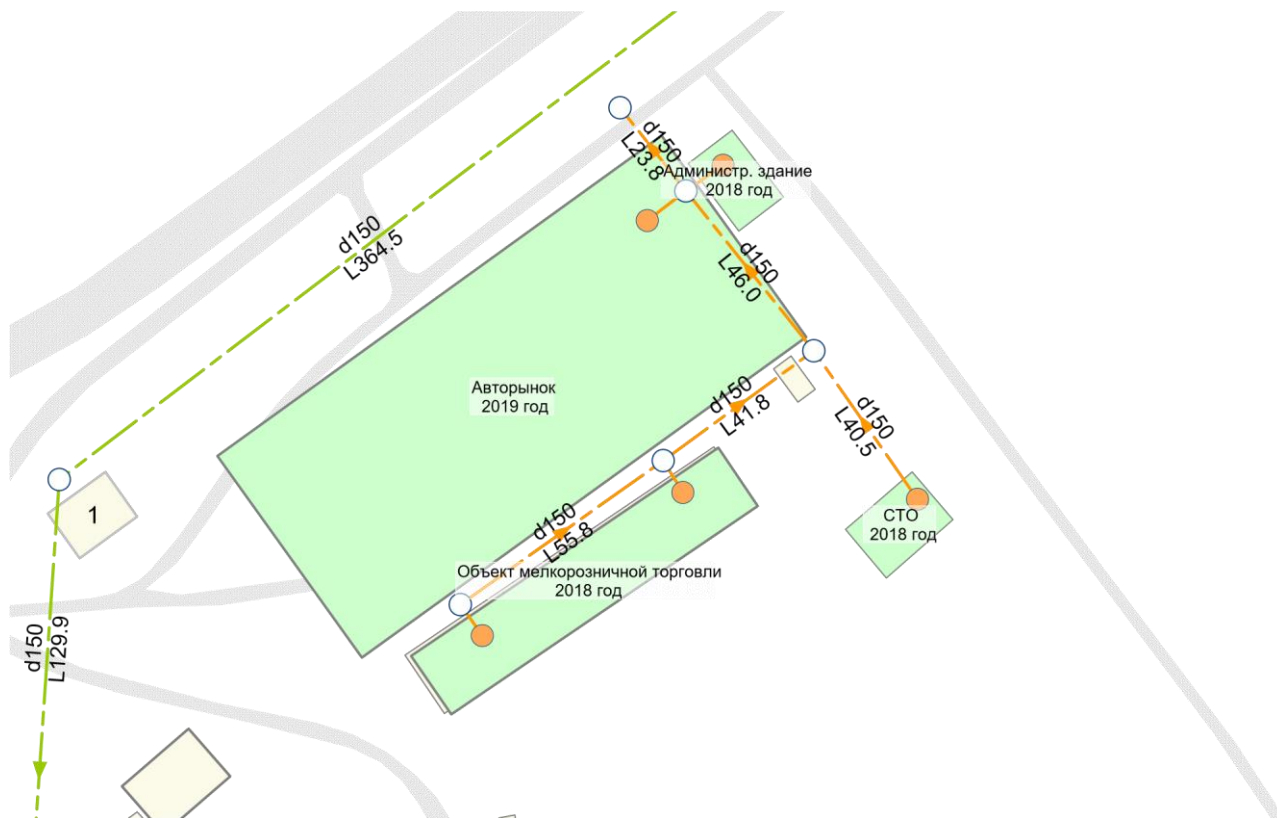 d150
L23.8
Администр. здание
2018 год
d150
L364.5
d150
L46.0
Авторынок
2019 год
d150
L41.8
d150
L40.5
1
СТО
2018 год
d150
L55.8
Объект мелкорозничной торговли
2018 год
d150
L129.9